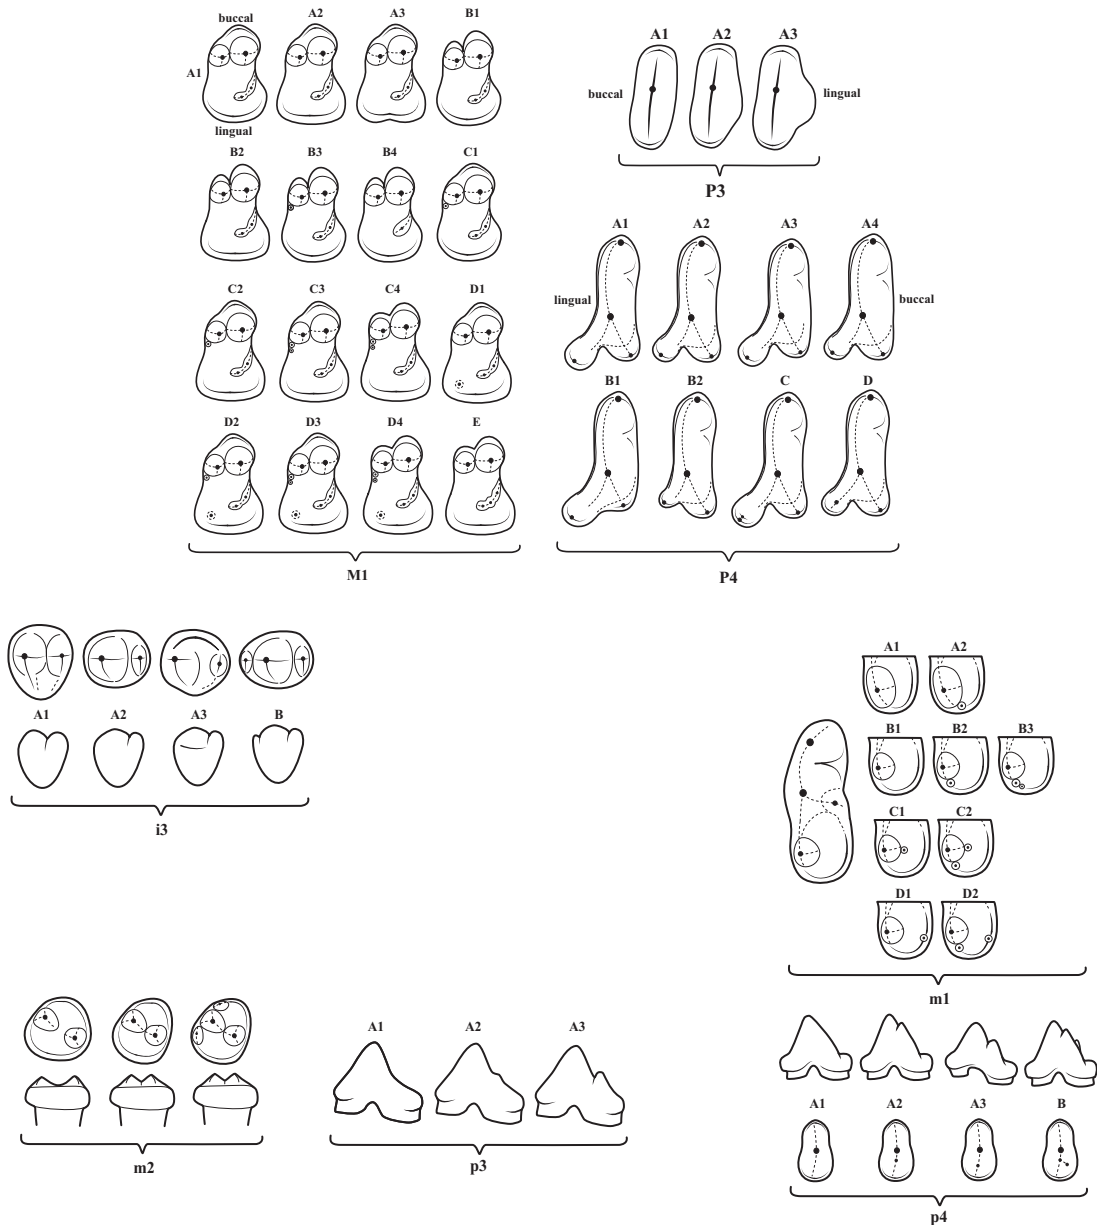 buccal A2 A3 B1
A1
lingual
B2 B3 B4 C1
C2 C3 C4 D1
D2 D3 D4 E
M1
A1 A2 A3
buccal lingual
P3
A1 A2 A3 A4
lingual buccal
B1 B2 C D
P4
A1 A2 A3 B
i3
A1 A2
B1 B2 B3
C1 C2
D1 D2
m1
m2
A1 A2 A3
p3
A1 A2 A3 B
p4